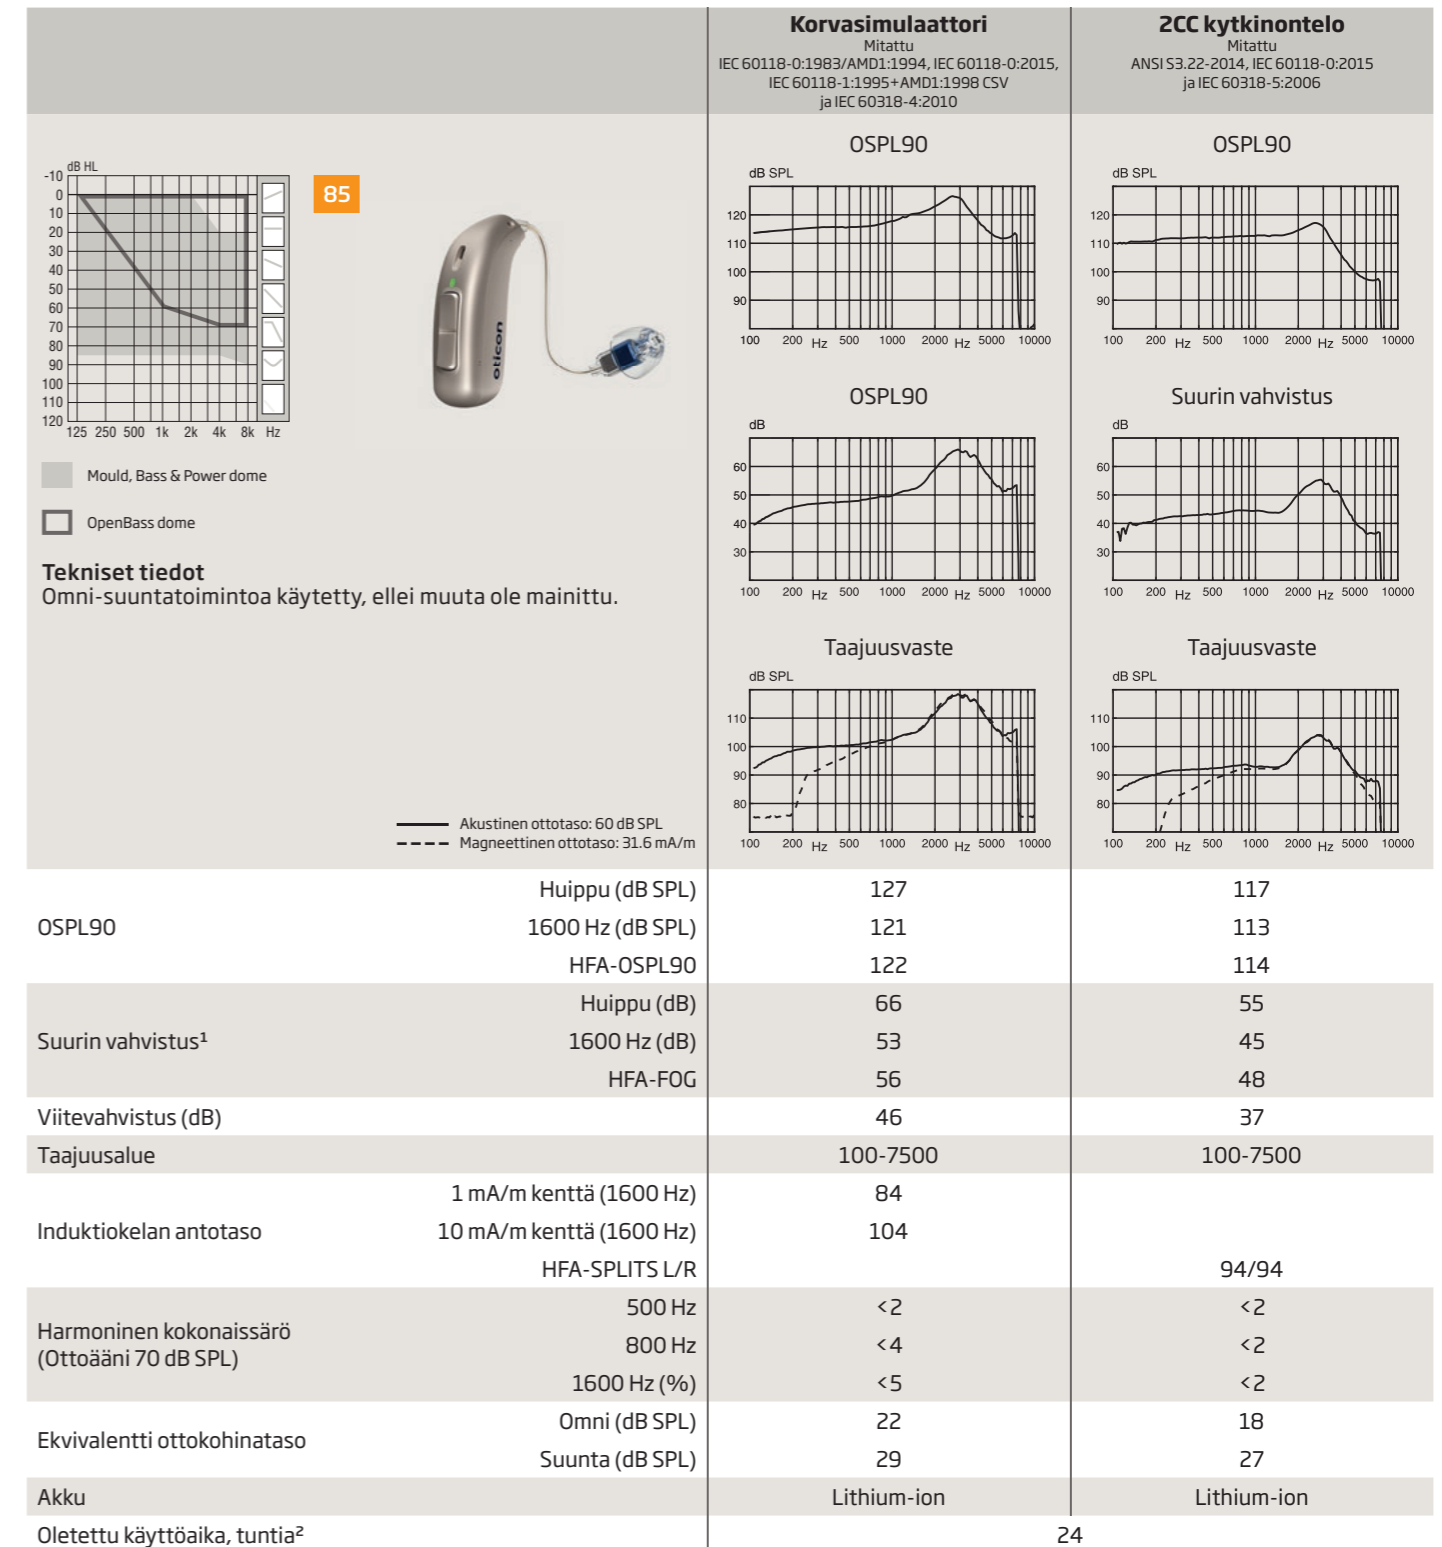 Korvasimulaattori
Mitattu
IEC 60118-0:1983/AMD1:1994, IEC 60118-0:2015,
IEC 60118-1:1995+AMD1:1998 CSV
ja IEC 60318-4:2010
2CC kytkinontelo
Mitattu
ANSI S3.22-2014, IEC 60118-0:2015
ja IEC 60318-5:2006
dB HL
-10
0
10
20
30
40
50
60
70
80
90
100
110
120
125 250 500 1k 2k 4k 8k Hz
85
oticon
Mould, Bass & Power dome
OpenBass dome
Tekniset tiedot
Omni-suuntatoimintoa käytetty, ellei muuta ole mainittu.
Akustinen ottotaso: 60 dB SPL
Magneettinen ottotaso: 31.6 mA/m
OSPL90
dB SPL
120
110
100
90
100 200 Hz 500 1000 2000 Hz 5000 10000
OSPL90
dB SPL
120
110
100
90
100 200 Hz 500 1000 2000 Hz 5000 10000
OSPL90
dB
60
50
40
30
100 200 Hz 500 1000 2000 Hz 5000 10000
Suurin vahvistus
dB
60
50
40
30
100 200 Hz 500 1000 2000 Hz 5000 10000
Taajuusvaste
dB SPL
110
100
90
80
100 200 Hz 500 1000 2000 Hz 5000 10000
Taajuusvaste
dB SPL
110
100
90
80
100 200 Hz 500 1000 2000 Hz 5000 10000
OSPL90
Huippu (dB SPL) 127 117
1600 Hz (dB SPL) 121 113
HFA-OSPL90 122 114
Suurin vahvistus¹
Huippu (dB) 66 55
1600 Hz (dB) 53 45
HFA-FOG 56 48
Viitevahvistus (dB) 46 37
Taajuusalue 100-7500 100-7500
Induktiokelan antotaso
1 mA/m kenttä (1600 Hz) 84
10 mA/m kenttä (1600 Hz) 104
HFA-SPLITS L/R 94/94
Harmoninen kokonaissärö
(Ottoääni 70 dB SPL)
500 Hz <2 <2
800 Hz <4 <2
1600 Hz (%) <5 <2
Ekvivalentti ottokohinataso
Omni (dB SPL) 22 18
Suunta (dB SPL) 29 27
Akku Lithium-ion Lithium-ion
Oletettu käyttöaika, tuntia² 24